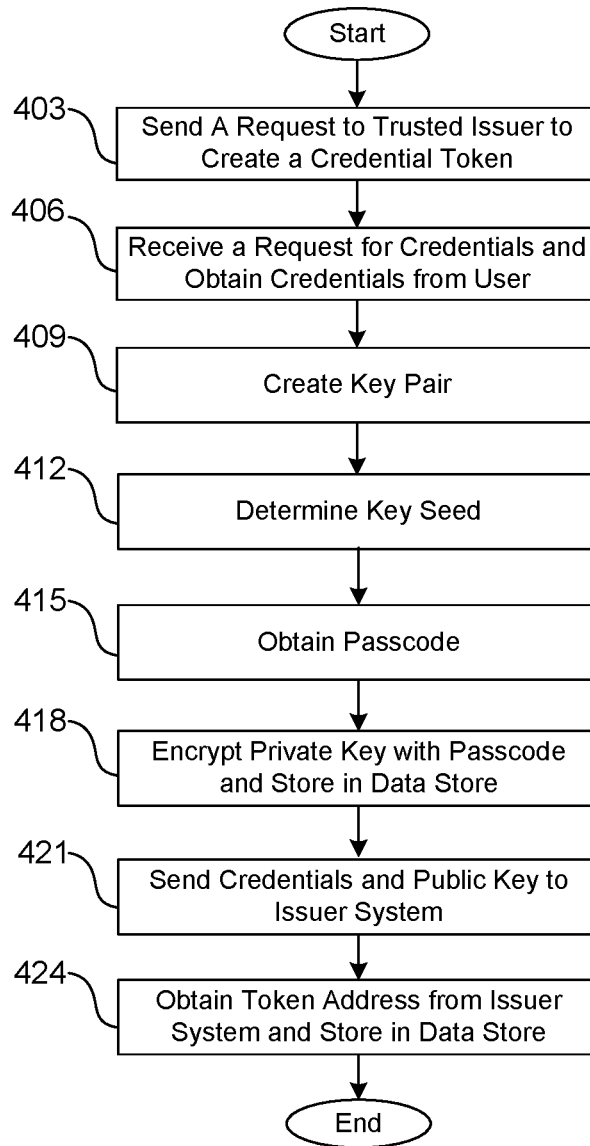 Start
403
Send A Request to Trusted Issuer to
Create a Credential Token
406
Receive a Request for Credentials and
Obtain Credentials from User
409
Create Key Pair
412
Determine Key Seed
415
Obtain Passcode
418
Encrypt Private Key with Passcode
and Store in Data Store
421
Send Credentials and Public Key to
Issuer System
424
Obtain Token Address from Issuer
System and Store in Data Store
End